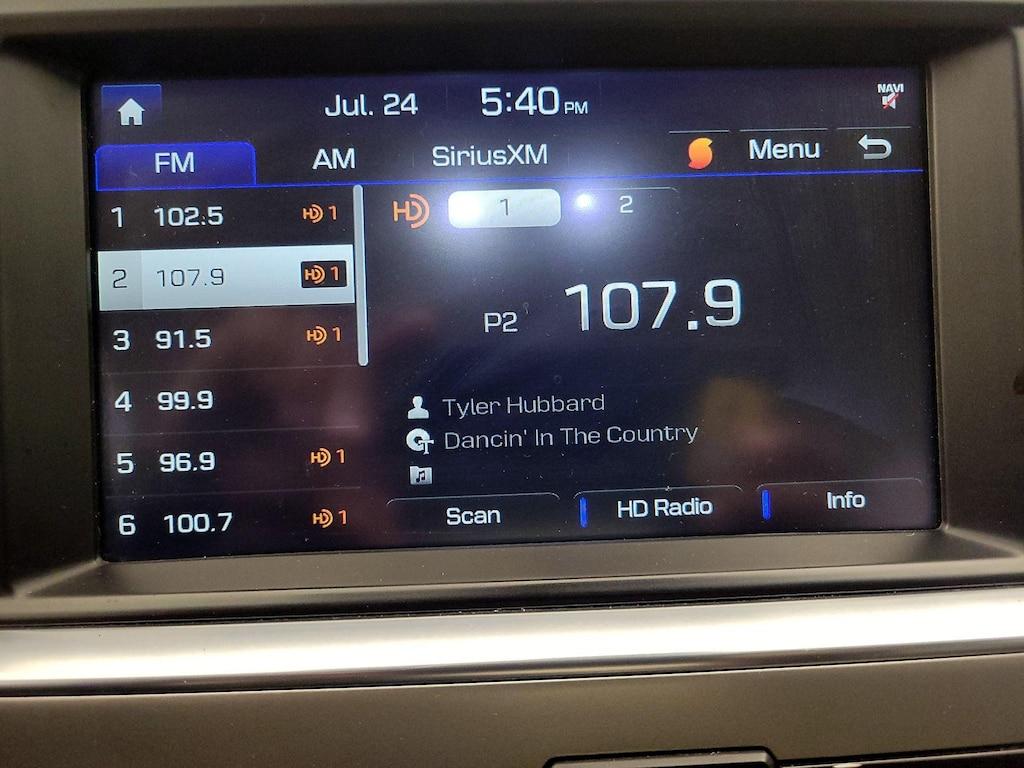 Jul. 24 5:40 PM NAVI
FM AM SiriusXM Menu
1 102.5 HD 1
2 107.9 HD 1
3 91.5 HD 1
4 99.9
5 96.9 HD 1
6 100.7 HD 1
HD 1 2
P2 107.9
Tyler Hubbard
Dancin' In The Country
Scan HD Radio Info